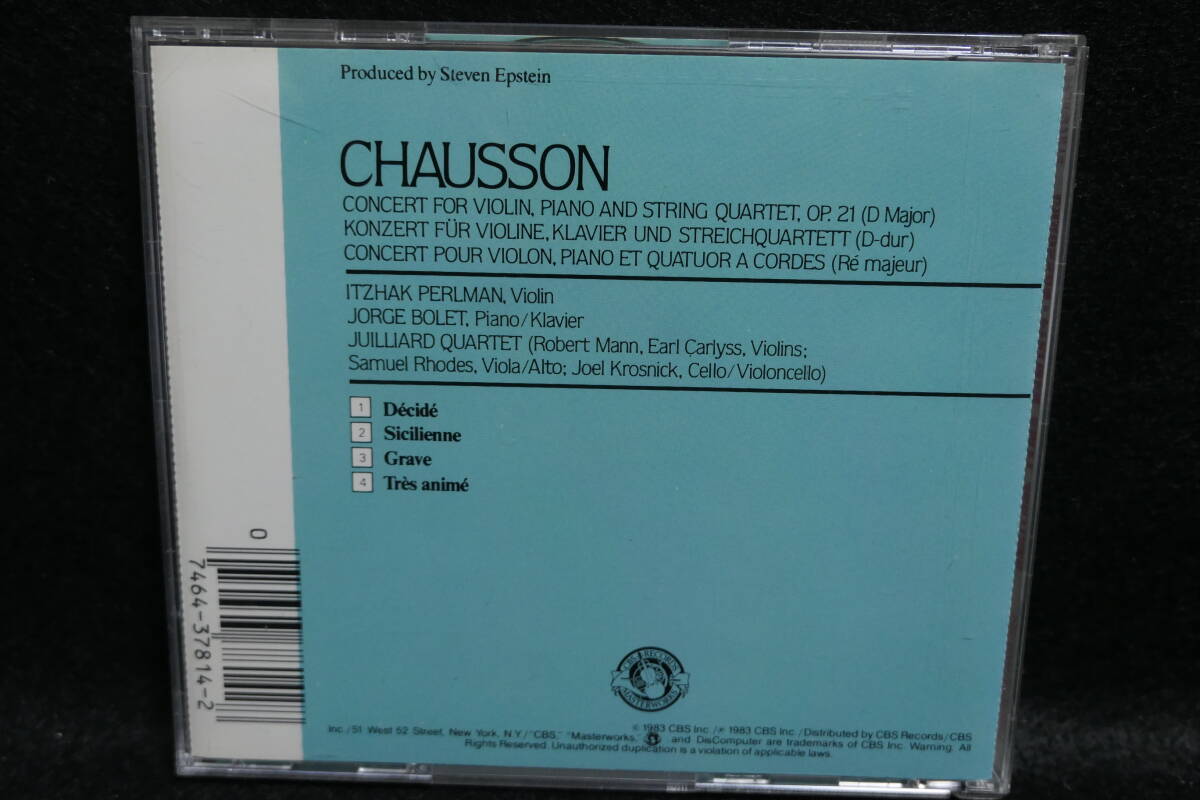 Produced by Steven Epstein
CHAUSSON
CONCERT FOR VIOLIN, PIANO AND STRING QUARTET, OP. 21 (D Major)
KONZERT FÜR VIOLINE, KLAVIER UND STREICHQUARTETT (D-dur)
CONCERT POUR VIOLON, PIANO ET QUATUOR A CORDES (Ré majeur)
ITZHAK PERLMAN, Violin
JORGE BOLET, Piano/Klavier
JUILLIARD QUARTET (Robert Mann, Earl Carlyss, Violins;
Samuel Rhodes, Viola/Alto; Joel Krosnick, Cello/Violoncello)
1 Décidé
2 Sicilienne
3 Grave
4 Très animé
0
7464-37814-2
CBS RECORDS
MASTERWORKS
© 1983 CBS Inc./℗ 1983 CBS Inc./Distributed by CBS Records/CBS
Inc./51 West 52 Street, New York, N.Y./"CBS," "Masterworks," and DisComputer are trademarks of CBS Inc. Warning: All
Rights Reserved. Unauthorized duplication is a violation of applicable laws.